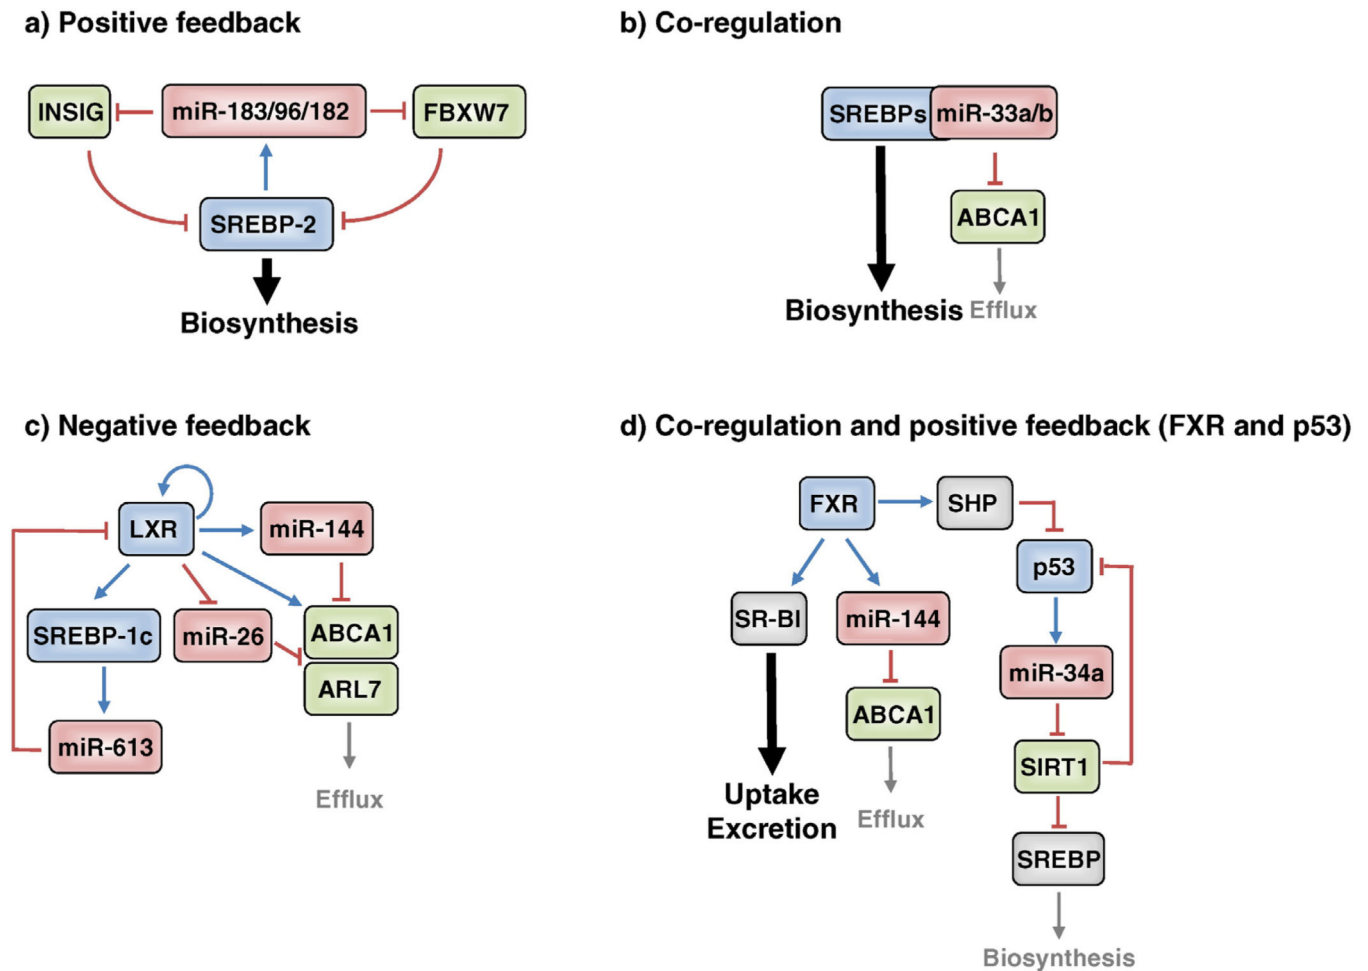 a) Positive feedback
INSIG
miR-183/96/182
FBXW7
SREBP-2
Biosynthesis
b) Co-regulation
SREBPs
miR-33a/b
ABCA1
Biosynthesis
Efflux
c) Negative feedback
LXR
miR-144
SREBP-1c
miR-26
ABCA1
ARL7
miR-613
Efflux
d) Co-regulation and positive feedback (FXR and p53)
FXR
SHP
p53
SR-BI
miR-144
miR-34a
ABCA1
SIRT1
Uptake
Excretion
Efflux
SREBP
Biosynthesis